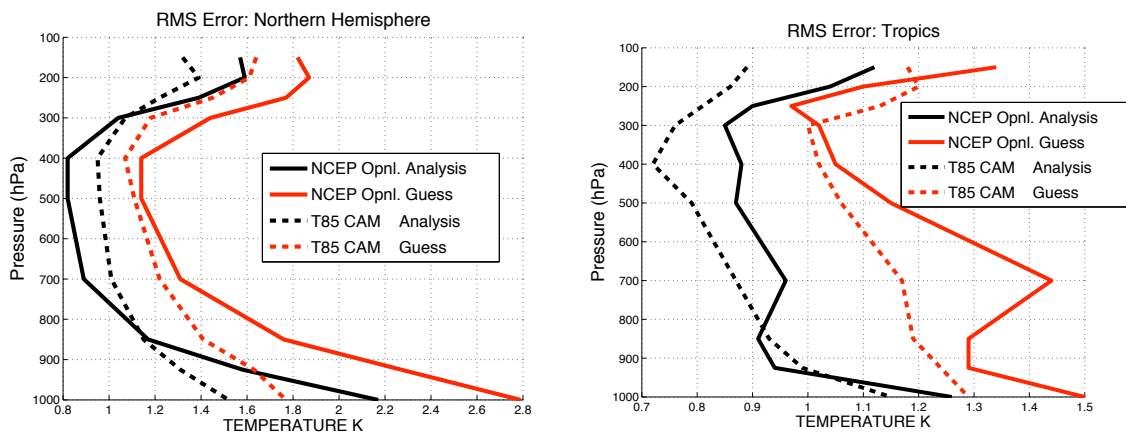 RMS Error: Northern Hemisphere
100
200
300
400
500
600
700
800
900
1000
Pressure (hPa)
0.8 1 1.2 1.4 1.6 1.8 2 2.2 2.4 2.6 2.8
TEMPERATURE K
NCEP Opnl. Analysis
NCEP Opnl. Guess
T85 CAM Analysis
T85 CAM Guess
RMS Error: Tropics
100
200
300
400
500
600
700
800
900
1000
Pressure (hPa)
0.7 0.8 0.9 1 1.1 1.2 1.3 1.4 1.5
TEMPERATURE K
NCEP Opnl. Analysis
NCEP Opnl. Guess
T85 CAM Analysis
T85 CAM Guess